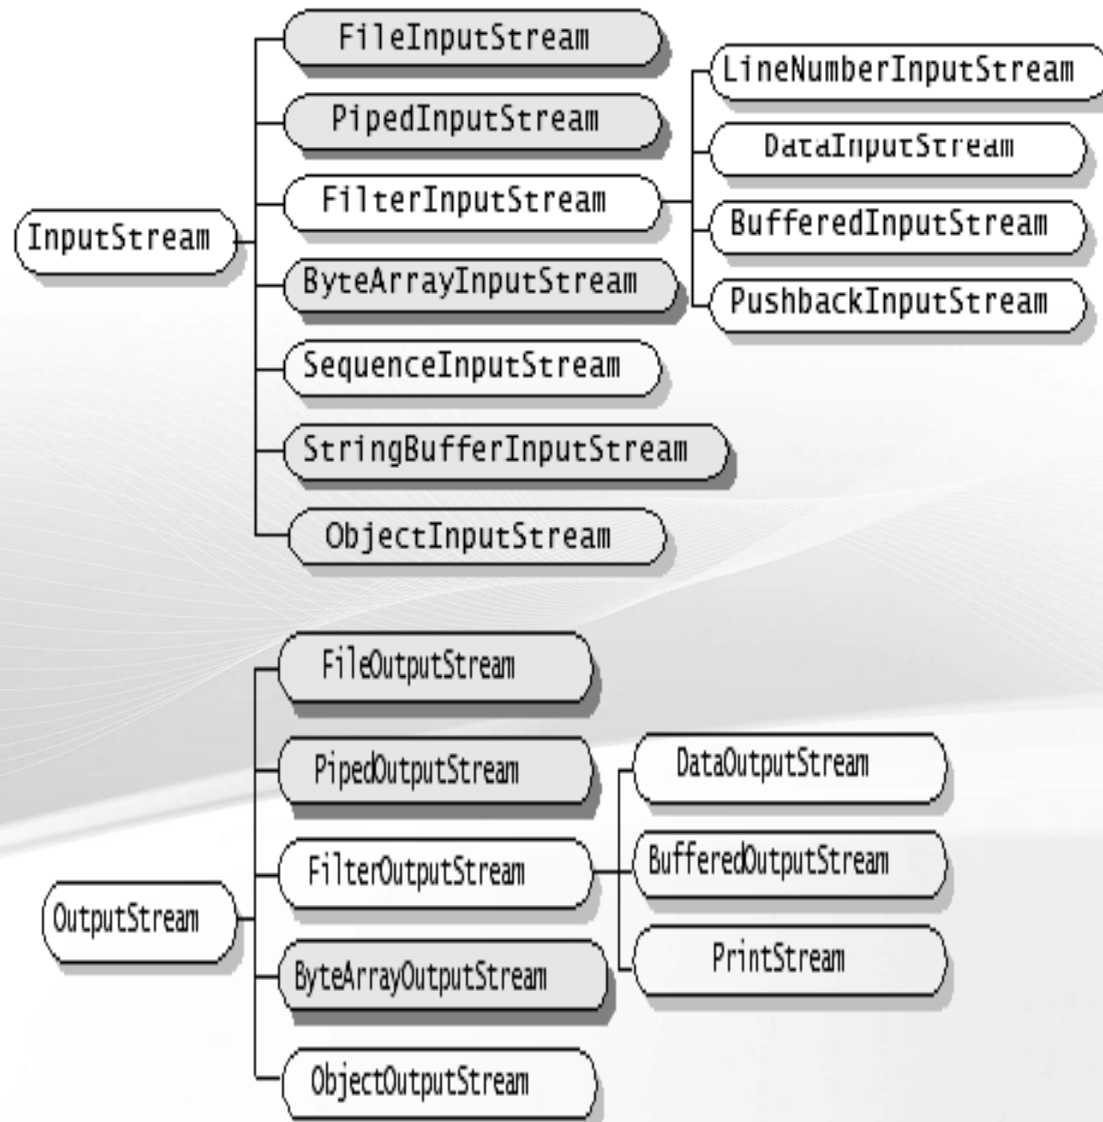 FileInputStream
LineNumberInputStream
PipedInputStream
DataInputStream
FilterInputStream
InputStream
BufferedInputStream
ByteArrayInputStream
PushbackInputStream
SequenceInputStream
StringBufferInputStream
ObjectInputStream
FileOutputStream
PipedOutputStream
DataOutputStream
FilterOutputStream
BufferedOutputStream
OutputStream
PrintStream
ByteArrayOutputStream
ObjectOutputStream